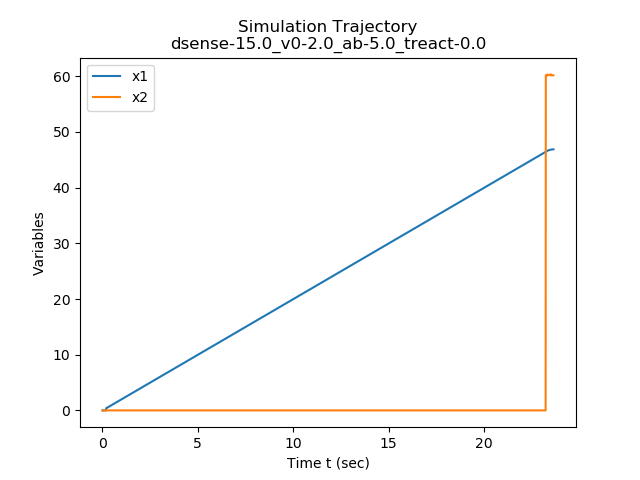 Simulation Trajectory
dsense-15.0_v0-2.0_ab-5.0_treact-0.0
x1
x2
60
50
40
30
20
10
0
Variables
0 5 10 15 20
Time t (sec)